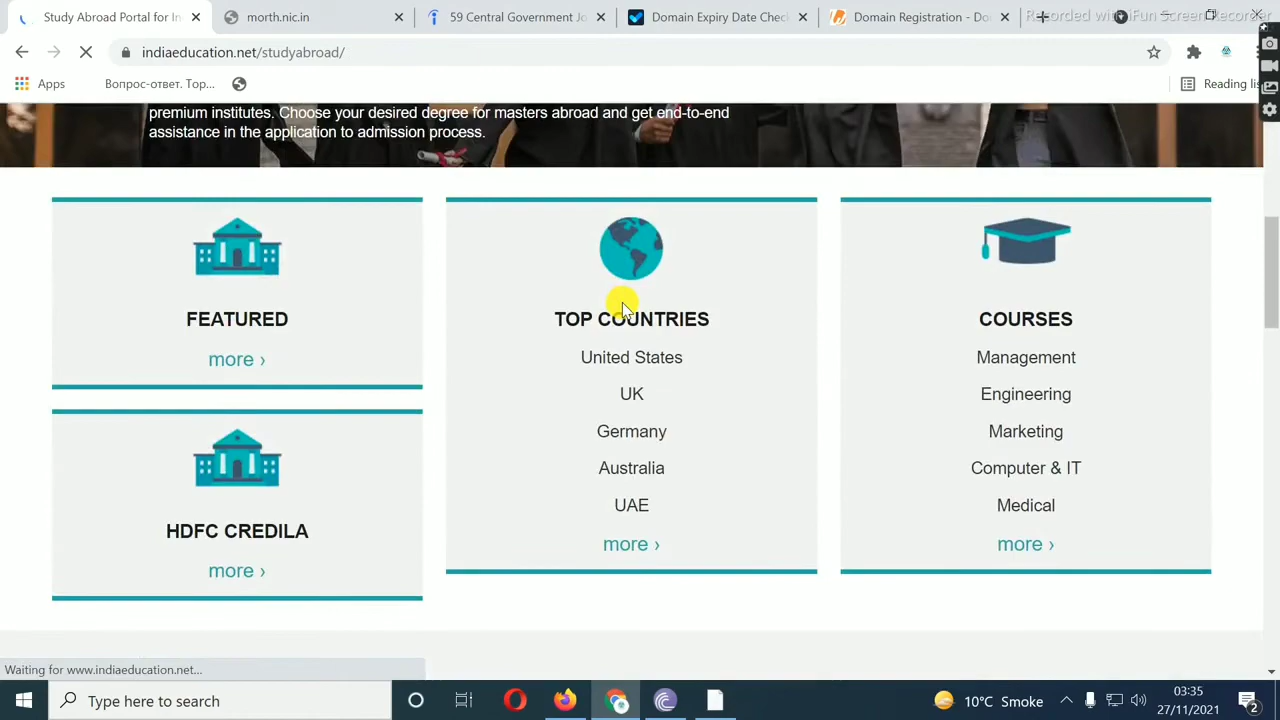 Study Abroad Portal for In
morth.nic.in
59 Central Government Jo
Domain Expiry Date Check
Domain Registration - Do
Recorded with iFun Screen Recorder
indiaeducation.net/studyabroad/
Apps
Вопрос-ответ. Тор...
Reading lis
premium institutes. Choose your desired degree for masters abroad and get end-to-end
assistance in the application to admission process.
FEATURED
more ›
HDFC CREDILA
more ›
TOP COUNTRIES
United States
UK
Germany
Australia
UAE
more ›
COURSES
Management
Engineering
Marketing
Computer & IT
Medical
more ›
Waiting for www.indiaeducation.net...
Type here to search
10°C Smoke
03:35
27/11/2021
2